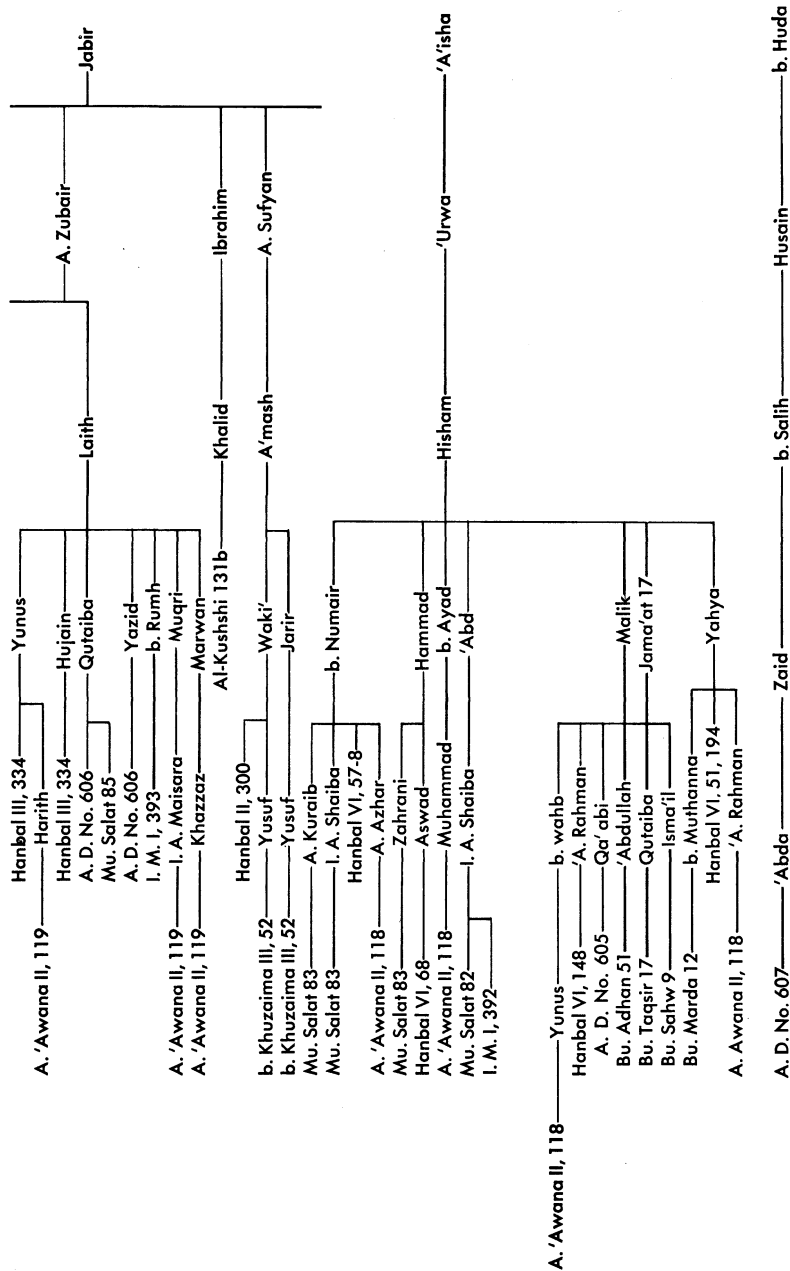 Hanbal III, 334 Yunus
A. 'Awana II, 119 Harith
Hanbal III, 334 Hujain A. Zubair
A. D. No. 606 Qutaiba Laith Jabir
Mu. Salat 85
A. D. No. 606 Yazid
I. M. I, 393 b. Rumh
A. 'Awana II, 119 I. A. Maisara Muqri
A. 'Awana II, 119 Khazzaz Marwan
Al-Kushshi 131b Khalid Ibrahim
Hanbal II, 300
b. Khuzaima III, 52 Yusuf Waki' A'mash A. Sufyan
b. Khuzaima III, 52 Yusuf Jarir
Mu. Salat 83 A. Kuraib
Mu. Salat 83 I. A. Shaiba b. Numair
Hanbal VI, 57-8
A. 'Awana II, 118 A. Azhar
Mu. Salat 83 Zahrani
Hanbal VI, 68 Aswad Hammad
A. 'Awana II, 118 Muhammad b. Ayad Hisham 'Urwa 'A'isha
Mu. Salat 82 I. A. Shaiba 'Abd
I. M. I, 392
A. 'Awana II, 118 Yunus b. wahb
Hanbal VI, 148 'A. Rahman
A. D. No. 605 Qa'abi
Bu. Adhan 51 'Abdullah Malik
Bu. Taqsir 17 Qutaiba Jama'at 17
Bu. Sahw 9 Isma'il
Bu. Marda 12 b. Muthanna
Hanbal VI, 51, 194 Yahya
A. Awana II, 118 'A. Rahman
A. D. No. 607 'Abda Zaid b. Salih Husain b. Huda